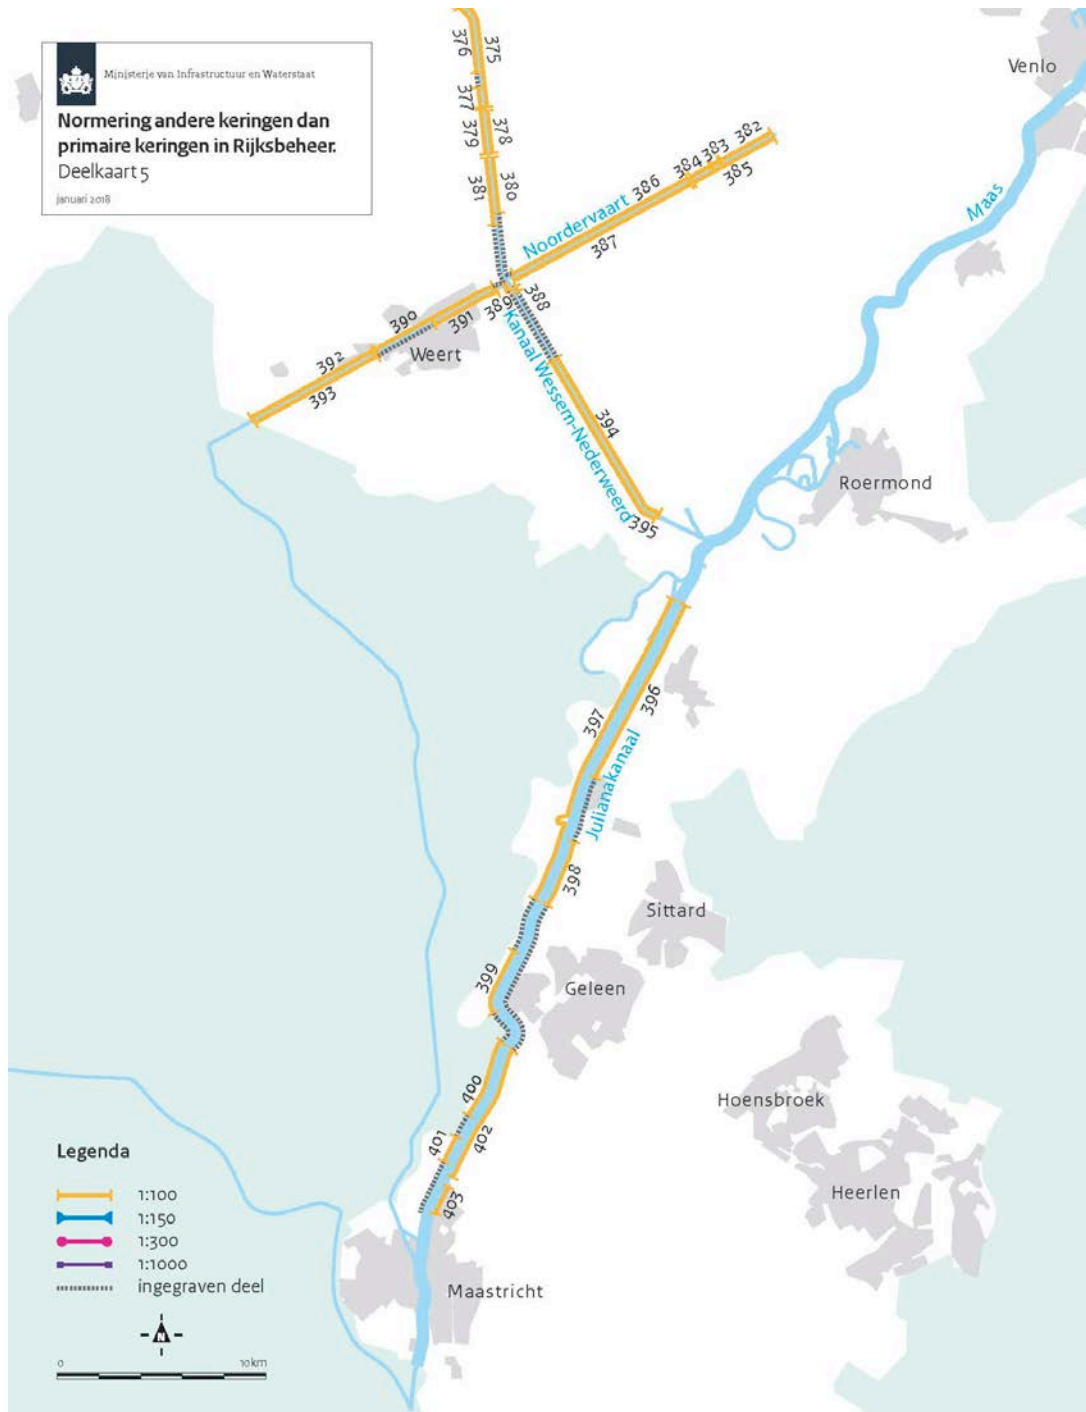 Ministerie van Infrastructuur en Waterstaat
Normering andere keringen dan
primaire keringen in Rijksbeheer.
Deelkaart 5
januari 2018
376
375
377
378
379
380
381
Venlo
382
383
384
385
386
387
Noordervaart
Maas
388
389
390
391
392
393
Weert
Kanaal Wessem-Nederweerd
394
395
Roermond
396
397
Julianakanaal
398
Sittard
399
Geleen
400
401
402
403
Hoensbroek
Heerlen
Maastricht
Legenda
1:100
1:150
1:300
1:1000
ingegraven deel
N
0 10 km